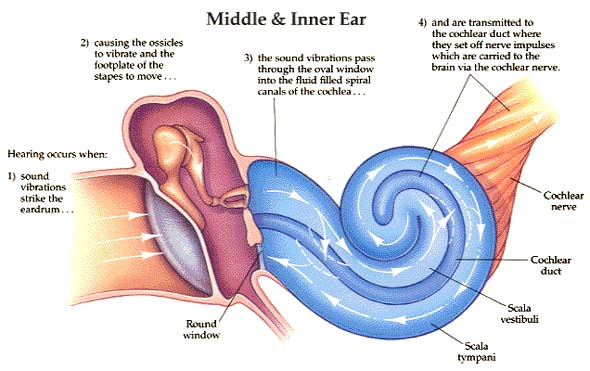 Middle & Inner Ear
Hearing occurs when:
1) sound
vibrations
strike the
eardrum . . .
2) causing the ossicles
to vibrate and the
footplate of the
stapes to move . . .
3) the sound vibrations pass
through the oval window
into the fluid filled spiral
canals of the cochlea . . .
4) and are transmitted to
the cochlear duct where
they set off nerve impulses
which are carried to the
brain via the cochlear nerve.
Cochlear
nerve
Cochlear
duct
Scala
vestibuli
Scala
tympani
Round
window